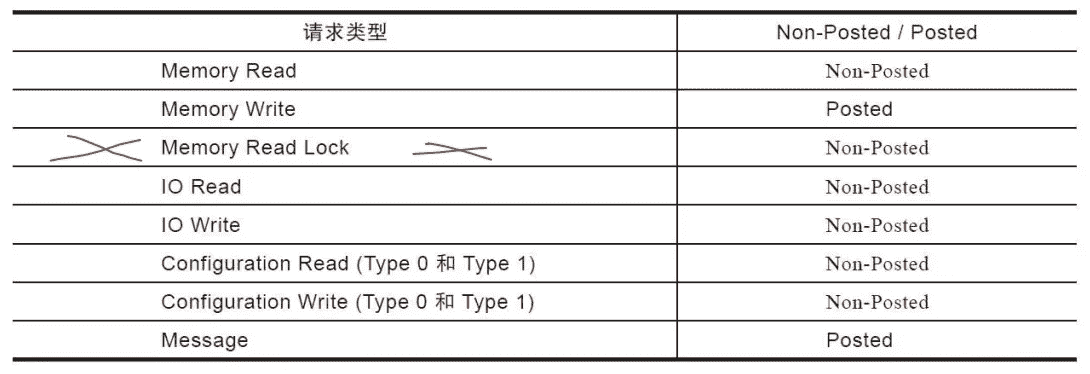 请求类型 Non-Posted / Posted
Memory Read Non-Posted
Memory Write Posted
Memory Read Lock Non-Posted
IO Read Non-Posted
IO Write Non-Posted
Configuration Read (Type 0 和 Type 1) Non-Posted
Configuration Write (Type 0 和 Type 1) Non-Posted
Message Posted